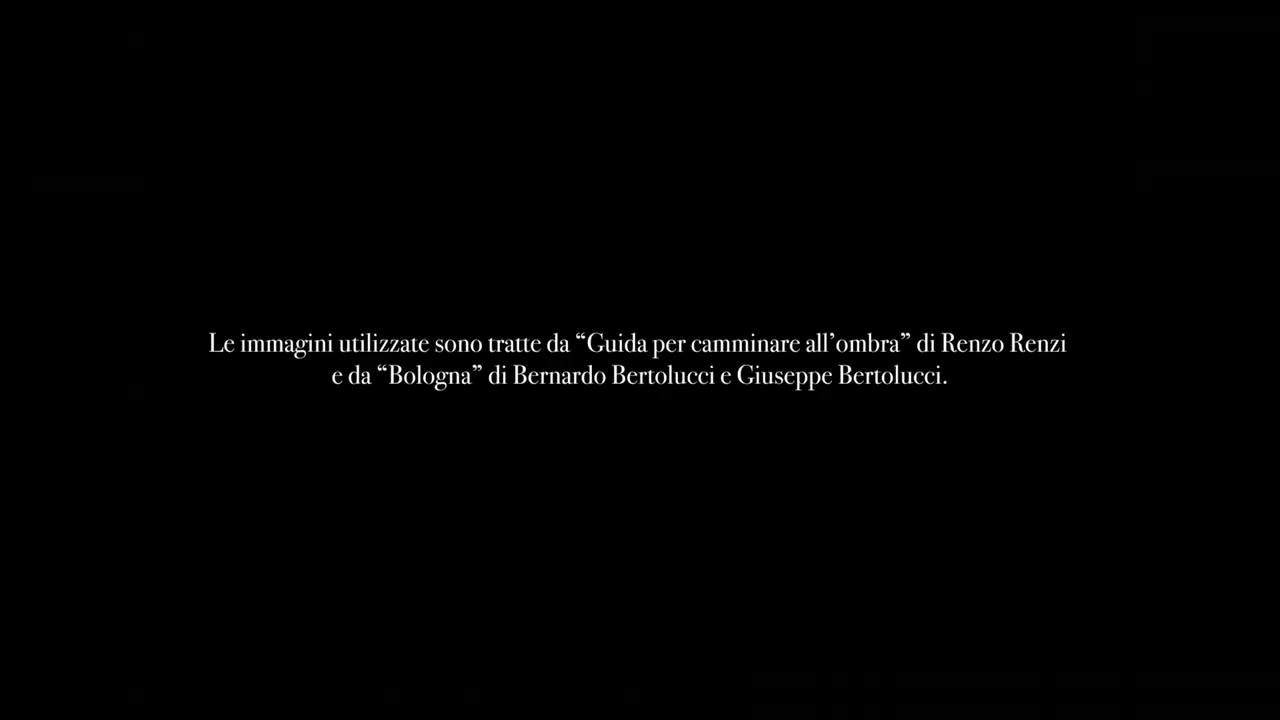 Le immagini utilizzate sono tratte da “Guida per camminare all’ombra” di Renzo Renzi
e da “Bologna” di Bernardo Bertolucci e Giuseppe Bertolucci.